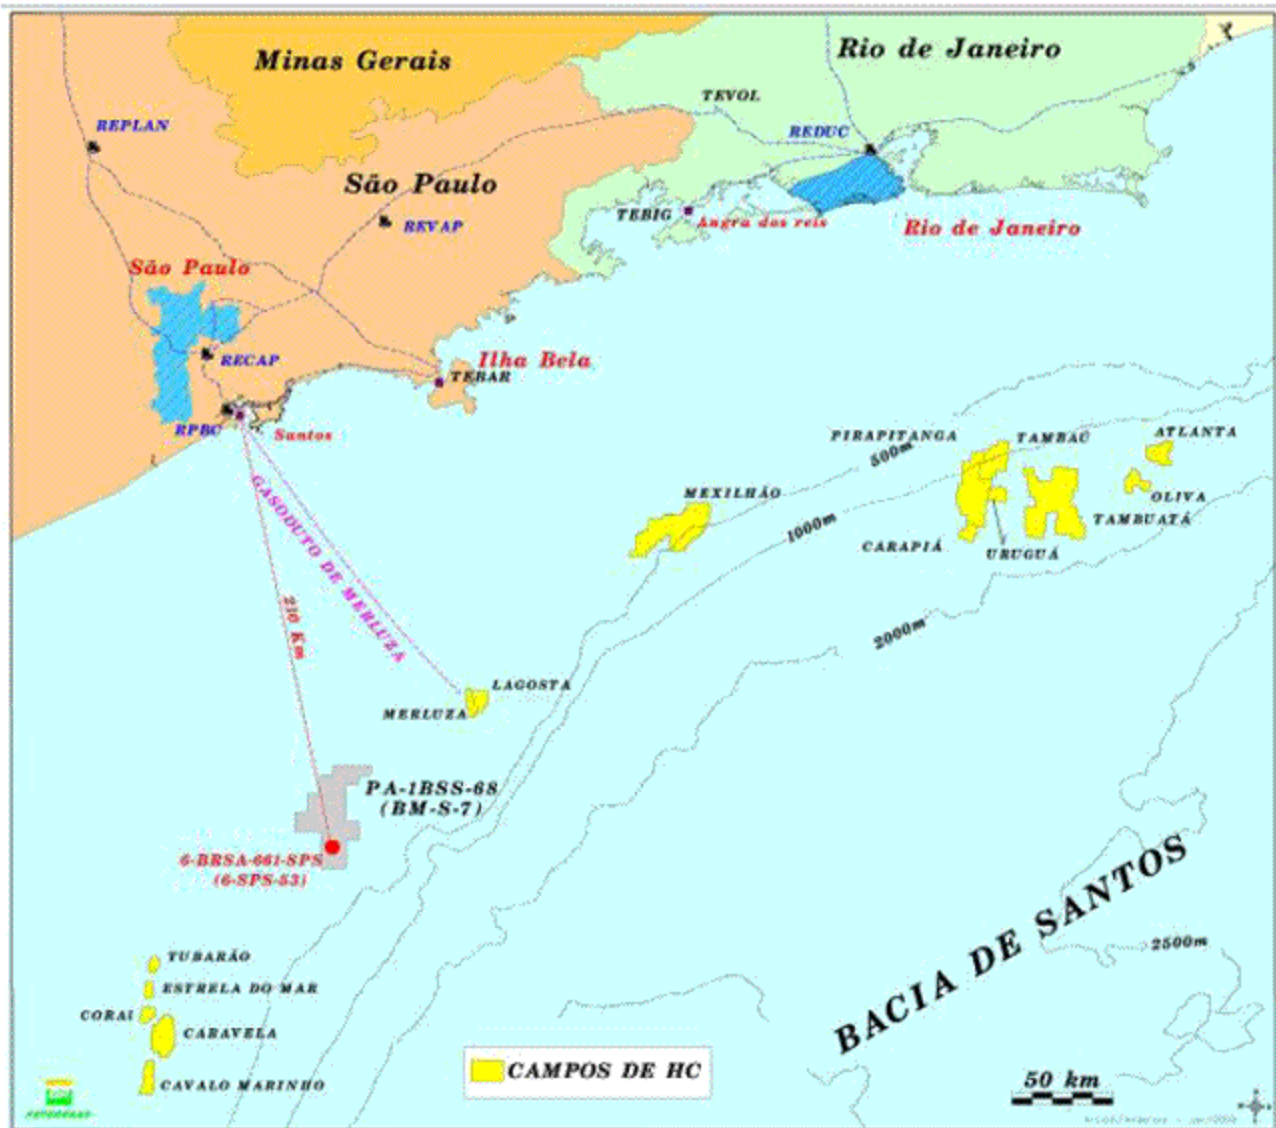 Minas Gerais
Rio de Janeiro
TEVOL
REPLAN
REDUC
São Paulo
TEBIG
Angra dos reis
REVAP
Rio de Janeiro
São Paulo
RECAP
Ilha Bela
TEBAR
RPBC
Santos
PIRAPITANGA
TAMBAÚ
ATLANTA
500m
GASODUTO DE MERLUZA
MEXILHÃO
OLIVA
1000m
TAMBUATÁ
CARAPIÁ
URUGUÁ
210 Km
2000m
LAGOSTA
MERLUZA
PA-1BSS-68
(BM-S-7)
6-BRSA-661-SPS
(6-SPS-53)
BACIA DE SANTOS
2500m
TUBARÃO
ESTRELA DO MAR
CORAL
CARAVELA
CAVALO MARINHO
CAMPOS DE HC
50 km
PETROBRAS